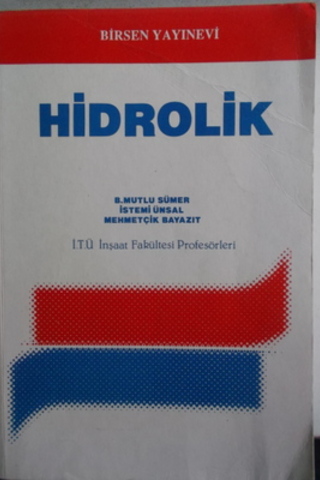 BİRSEN YAYINEVİ
HİDROLİK
B.MUTLU SÜMER
İSTEMİ ÜNSAL
MEHMETÇİK BAYAZIT
İ.T.Ü İnşaat Fakültesi Profesörleri